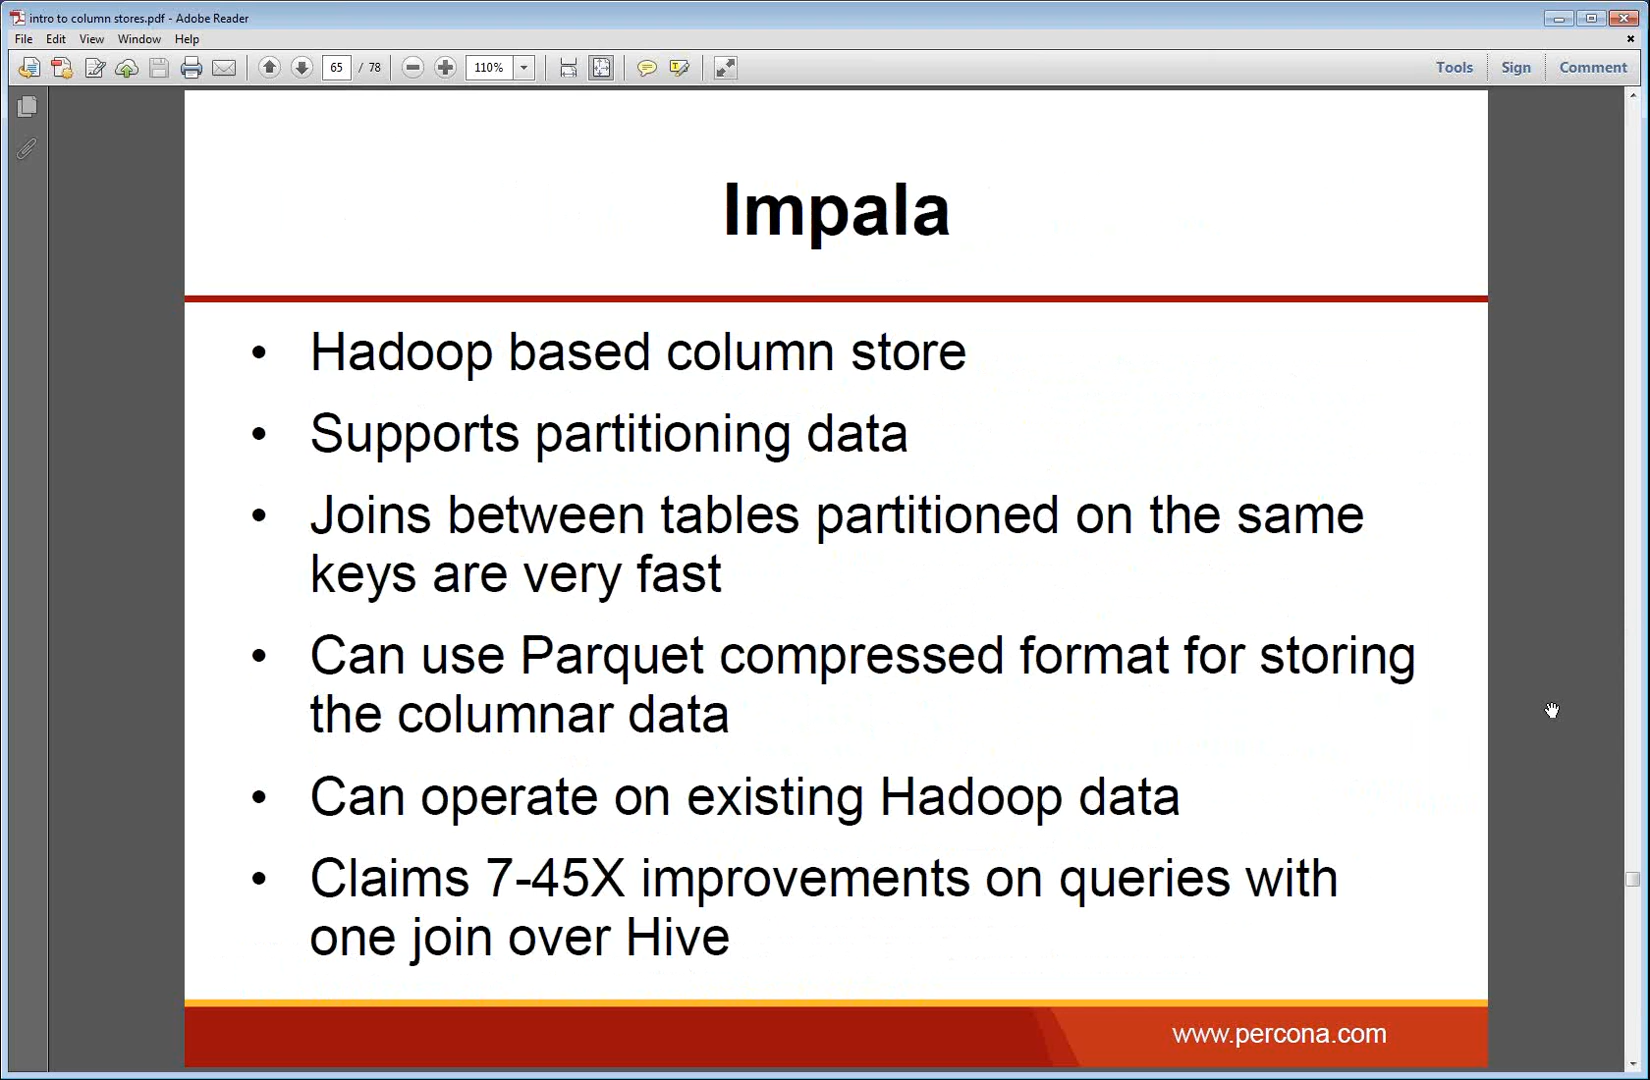 intro to column stores.pdf - Adobe Reader
File Edit View Window Help
65 / 78 110% Tools Sign Comment
Impala
• Hadoop based column store
• Supports partitioning data
• Joins between tables partitioned on the same
keys are very fast
• Can use Parquet compressed format for storing
the columnar data
• Can operate on existing Hadoop data
• Claims 7-45X improvements on queries with
one join over Hive
www.percona.com